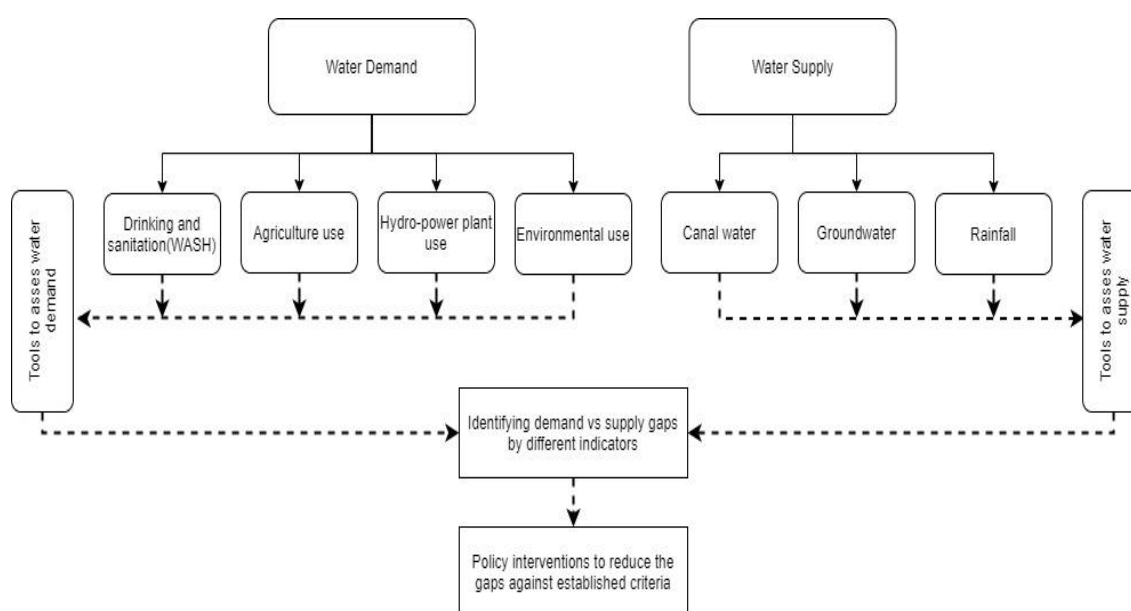 Water Demand
Water Supply
Drinking and
sanitation(WASH)
Agriculture use
Hydro-power plant
use
Environmental use
Canal water
Groundwater
Rainfall
Tools to asses water
demand
Tools to asses water
supply
Identifying demand vs supply gaps
by different indicators
Policy interventions to reduce the
gaps against established criteria